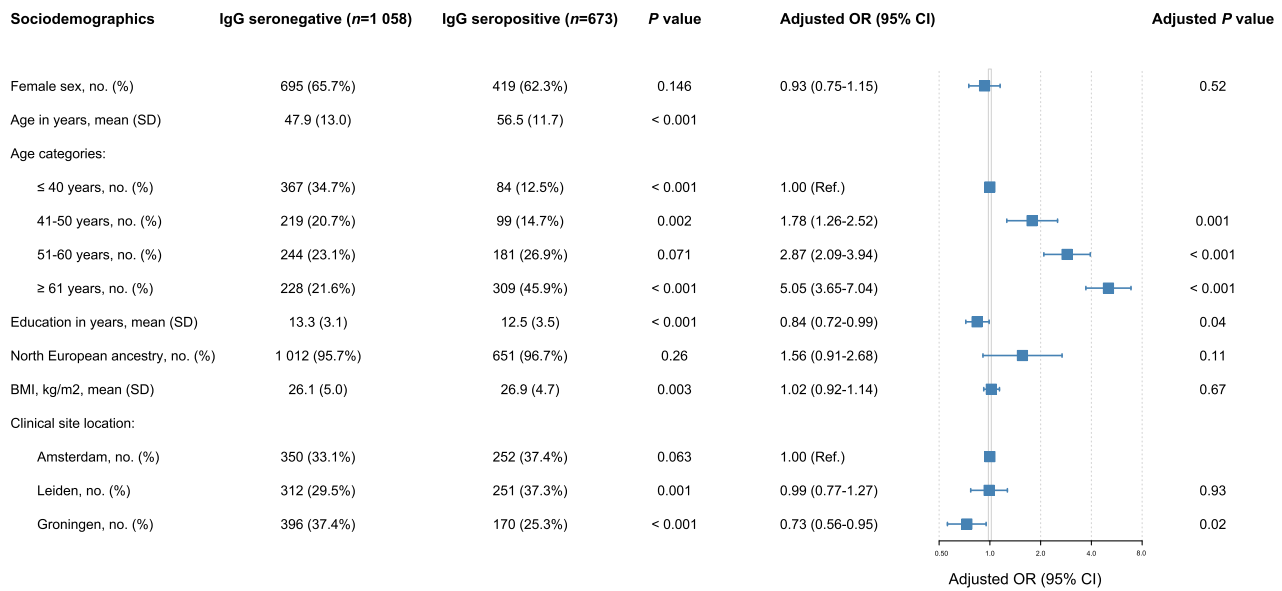 Sociodemographics IgG seronegative (n=1 058) IgG seropositive (n=673) P value Adjusted OR (95% CI) Adjusted P value
Female sex, no. (%) 695 (65.7%) 419 (62.3%) 0.146 0.93 (0.75-1.15) 0.52
Age in years, mean (SD) 47.9 (13.0) 56.5 (11.7) < 0.001
Age categories:
≤ 40 years, no. (%) 367 (34.7%) 84 (12.5%) < 0.001 1.00 (Ref.)
41-50 years, no. (%) 219 (20.7%) 99 (14.7%) 0.002 1.78 (1.26-2.52) 0.001
51-60 years, no. (%) 244 (23.1%) 181 (26.9%) 0.071 2.87 (2.09-3.94) < 0.001
≥ 61 years, no. (%) 228 (21.6%) 309 (45.9%) < 0.001 5.05 (3.65-7.04) < 0.001
Education in years, mean (SD) 13.3 (3.1) 12.5 (3.5) < 0.001 0.84 (0.72-0.99) 0.04
North European ancestry, no. (%) 1 012 (95.7%) 651 (96.7%) 0.26 1.56 (0.91-2.68) 0.11
BMI, kg/m2, mean (SD) 26.1 (5.0) 26.9 (4.7) 0.003 1.02 (0.92-1.14) 0.67
Clinical site location:
Amsterdam, no. (%) 350 (33.1%) 252 (37.4%) 0.063 1.00 (Ref.)
Leiden, no. (%) 312 (29.5%) 251 (37.3%) 0.001 0.99 (0.77-1.27) 0.93
Groningen, no. (%) 396 (37.4%) 170 (25.3%) < 0.001 0.73 (0.56-0.95) 0.02
0.50 1.0 2.0 4.0 8.0
Adjusted OR (95% CI)